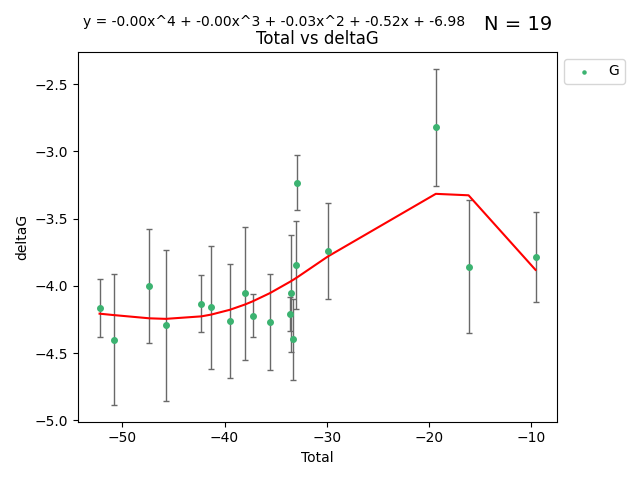 y = -0.00x^4 + -0.00x^3 + -0.03x^2 + -0.52x + -6.98
N = 19
Total vs deltaG
G
−2.5
−3.0
−3.5
−4.0
−4.5
−5.0
deltaG
−50 −40 −30 −20 −10
Total